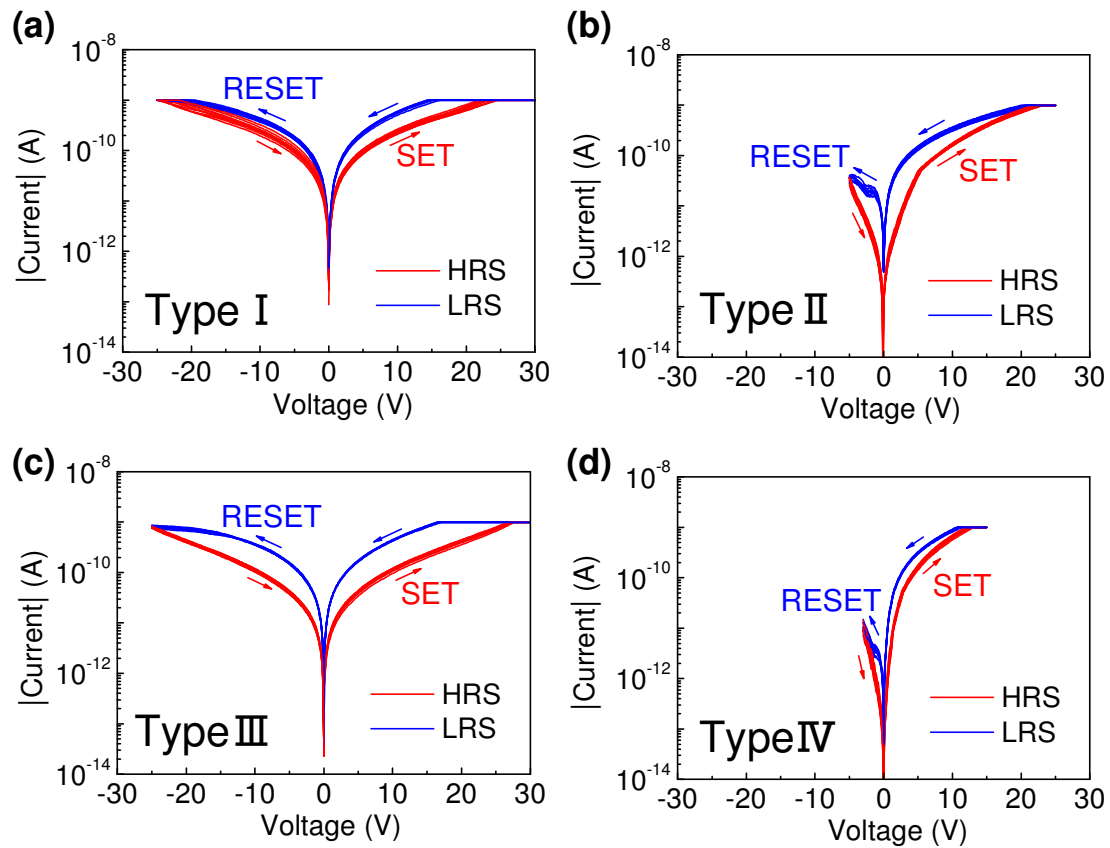 (a)
|Current| (A)
10⁻⁸
10⁻¹⁰
10⁻¹²
10⁻¹⁴
RESET
SET
HRS
LRS
Type Ⅰ
-30 -20 -10 0 10 20 30
Voltage (V)
(b)
|Current| (A)
10⁻⁸
10⁻¹⁰
10⁻¹²
10⁻¹⁴
RESET
SET
HRS
LRS
Type Ⅱ
-30 -20 -10 0 10 20 30
Voltage (V)
(c)
|Current| (A)
10⁻⁸
10⁻¹⁰
10⁻¹²
10⁻¹⁴
RESET
SET
HRS
LRS
Type Ⅲ
-30 -20 -10 0 10 20 30
Voltage (V)
(d)
|Current| (A)
10⁻⁸
10⁻¹⁰
10⁻¹²
10⁻¹⁴
RESET
SET
HRS
LRS
Type Ⅳ
-30 -20 -10 0 10 20 30
Voltage (V)